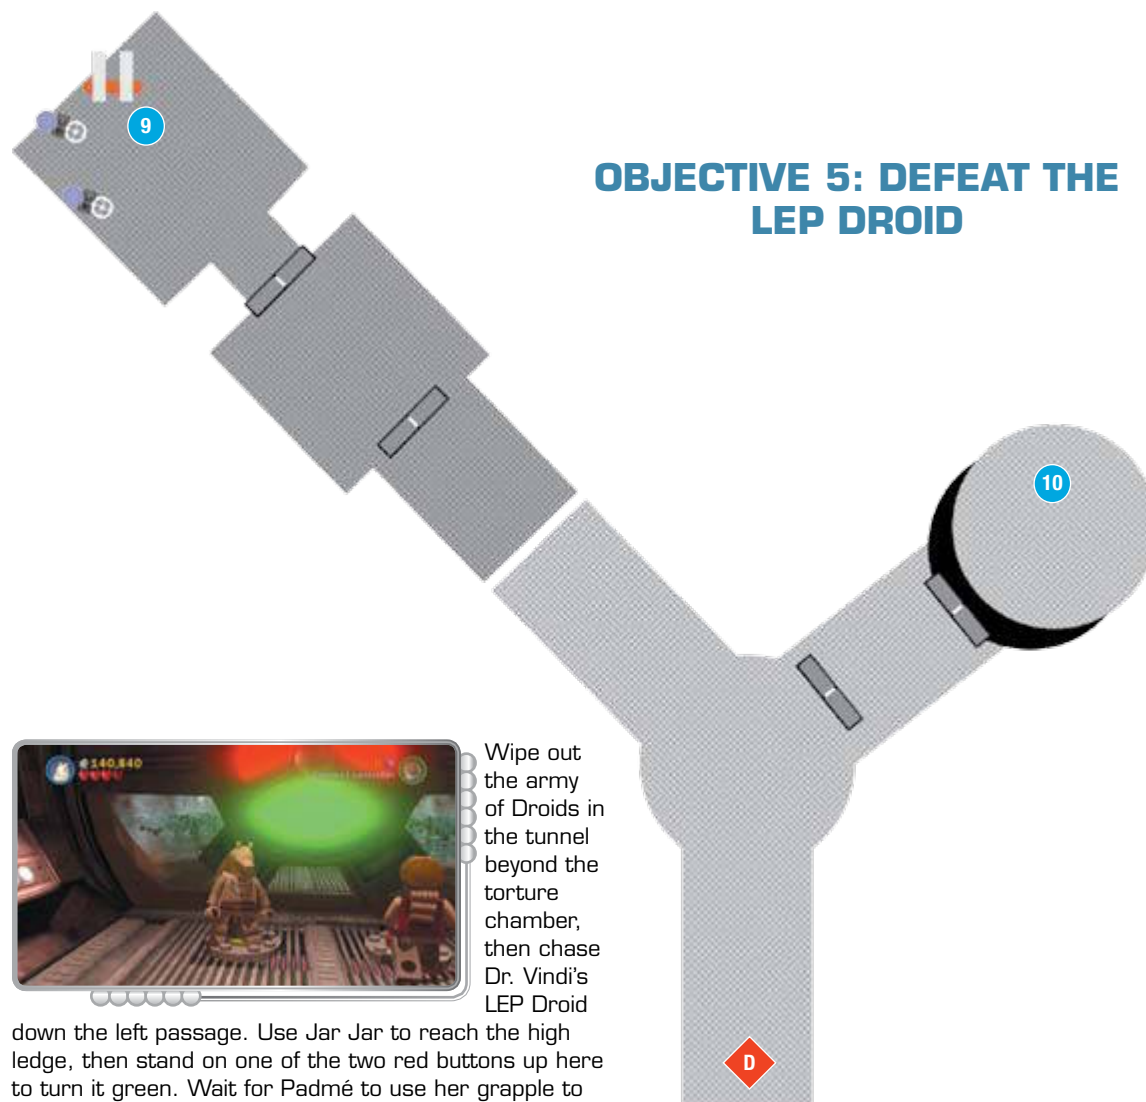 9
OBJECTIVE 5: DEFEAT THE
LEP DROID
10
140,840
Wipe out
the army
of Droids in
the tunnel
beyond the
torture
chamber,
then chase
Dr. Vindi's
LEP Droid
down the left passage. Use Jar Jar to reach the high
ledge, then stand on one of the two red buttons up here
to turn it green. Wait for Padmé to use her grapple to
D